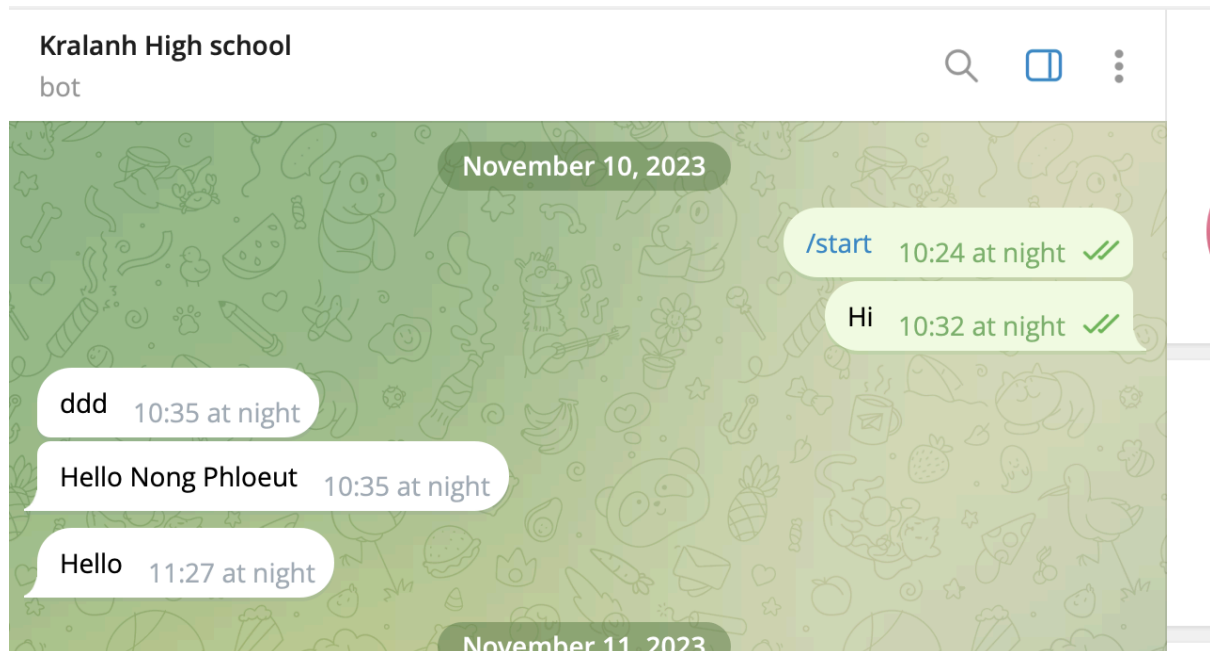 Kralanh High school
bot
November 10, 2023
/start 10:24 at night
Hi 10:32 at night
ddd 10:35 at night
Hello Nong Phloeut 10:35 at night
Hello 11:27 at night
November 11, 2023